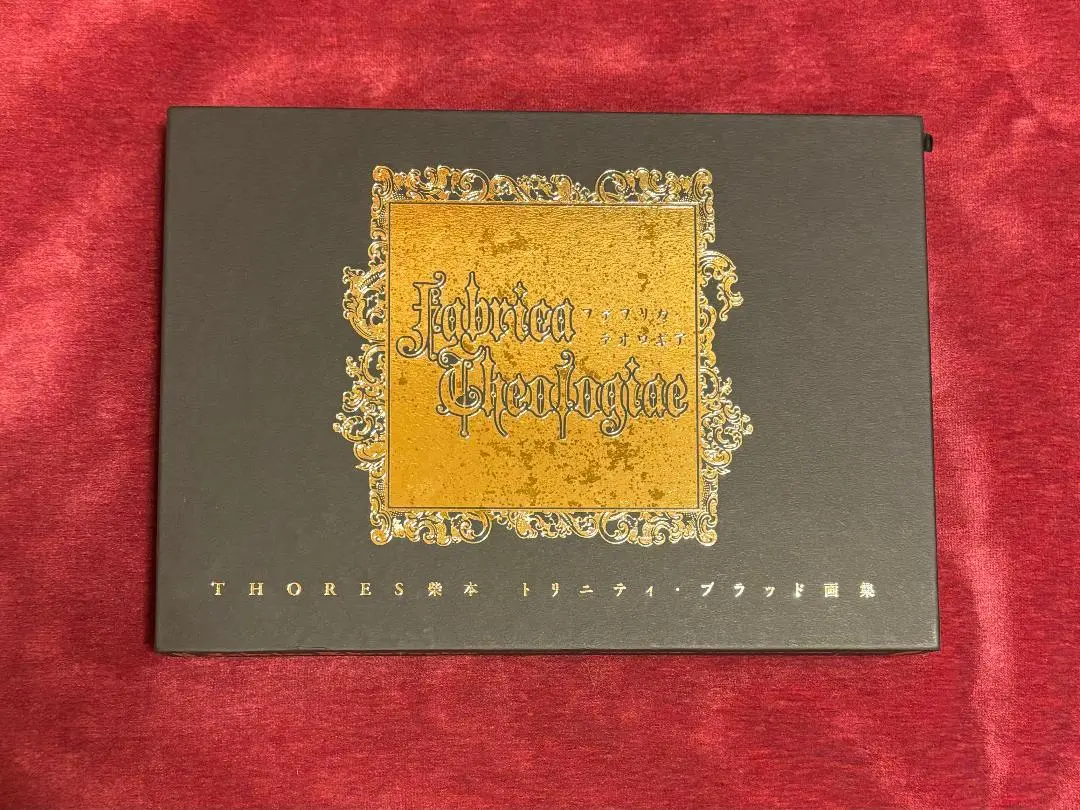 Fabrica
ファブリカ
テオロギア
Theologiae
THORES柴本 トリニティ・ブラッド画集